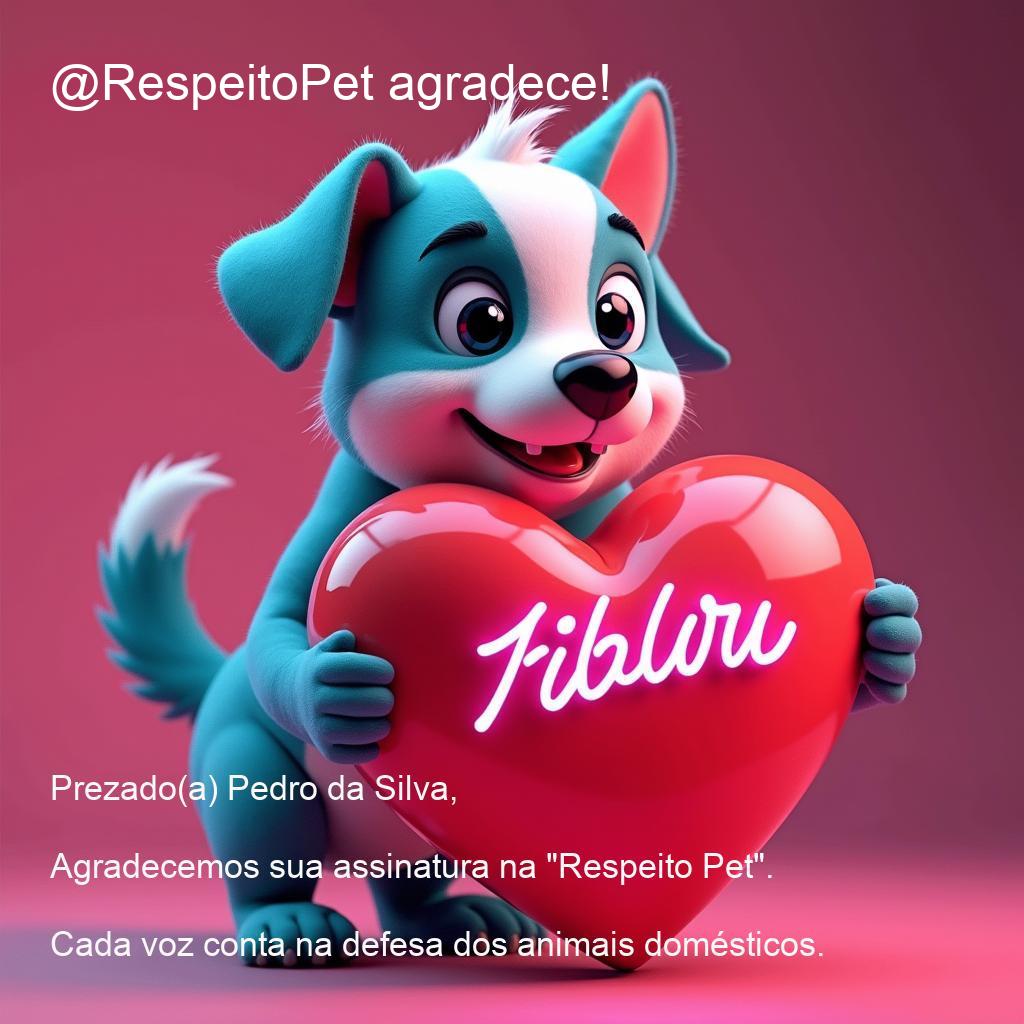 @RespeitoPet agradece!
Prezado(a) Pedro da Silva,
Agradecemos sua assinatura na "Respeito Pet".
Cada voz conta na defesa dos animais domésticos.